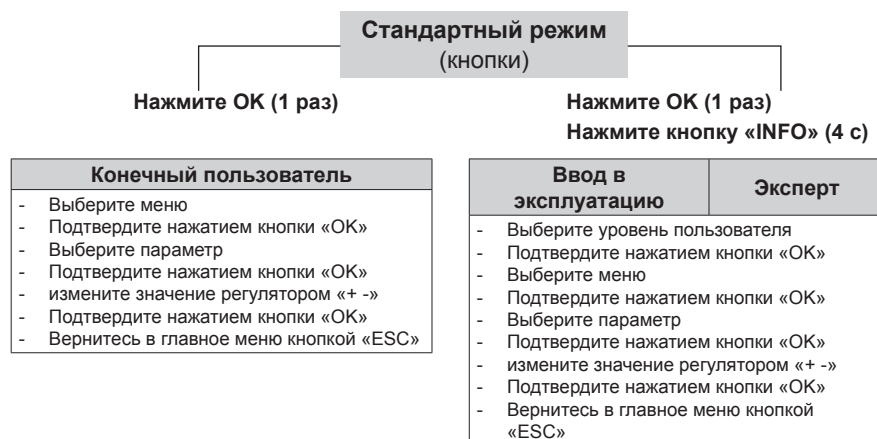 Стандартный режим
(кнопки)
Нажмите OK (1 раз)
Нажмите OK (1 раз)
Нажмите кнопку «INFO» (4 с)
Конечный пользователь
- Выберите меню
- Подтвердите нажатием кнопки «OK»
- Выберите параметр
- Подтвердите нажатием кнопки «OK»
- измените значение регулятором «+ -»
- Подтвердите нажатием кнопки «OK»
- Вернитесь в главное меню кнопкой «ESC»
Ввод в
эксплуатацию
Эксперт
- Выберите уровень пользователя
- Подтвердите нажатием кнопки «OK»
- Выберите меню
- Подтвердите нажатием кнопки «OK»
- Выберите параметр
- Подтвердите нажатием кнопки «OK»
- измените значение регулятором «+ -»
- Подтвердите нажатием кнопки «OK»
- Вернитесь в главное меню кнопкой
«ESC»